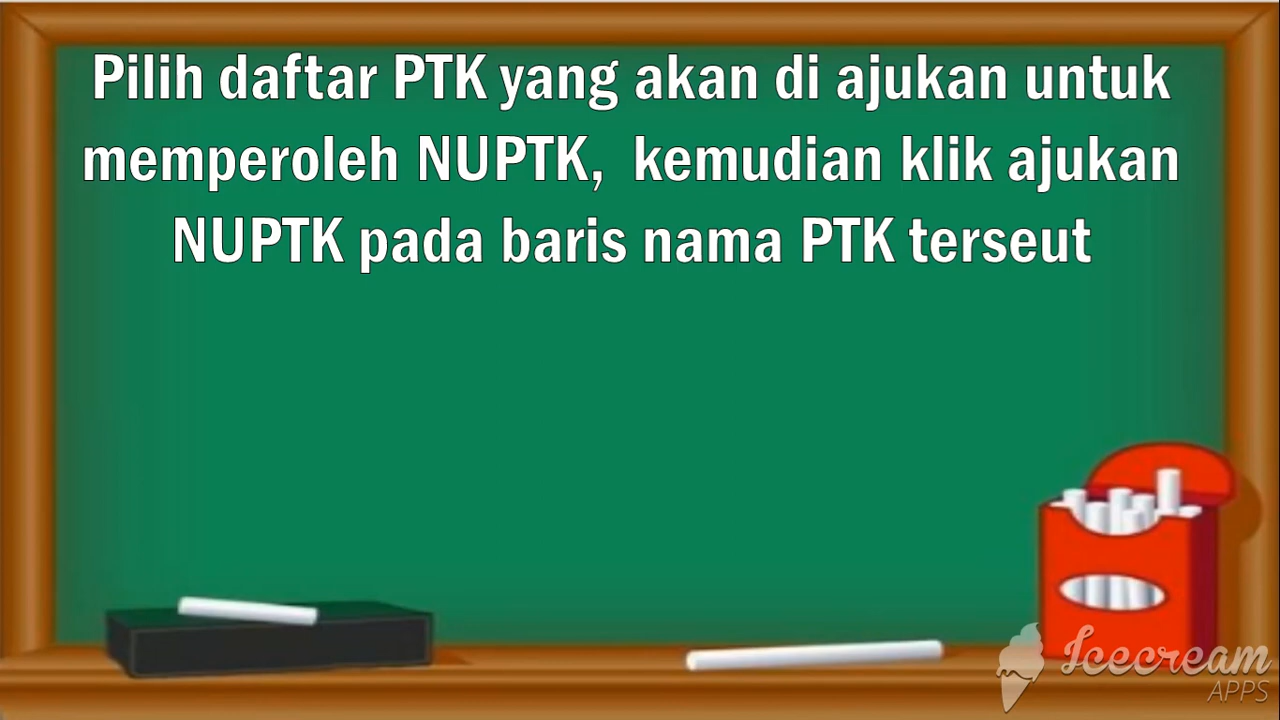 Pilih daftar PTK yang akan di ajukan untuk
memperoleh NUPTK, kemudian klik ajukan
NUPTK pada baris nama PTK terseut
Icecream
APPS